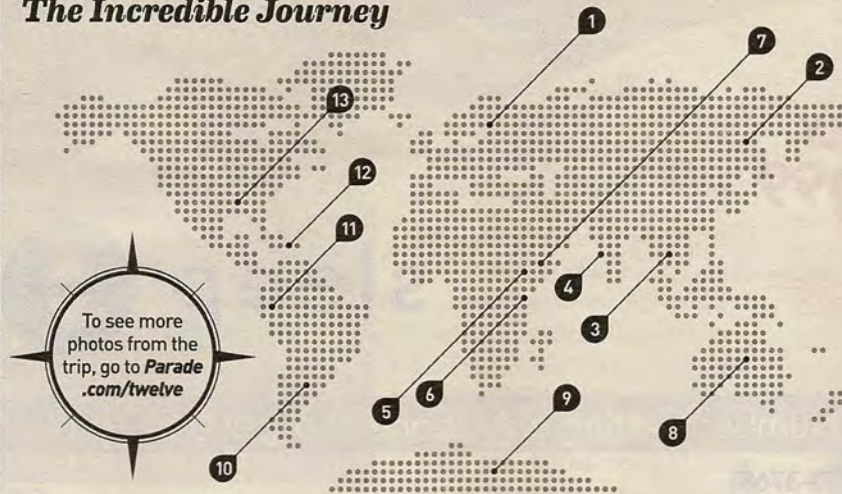 The Incredible Journey
1
7
2
13
12
11
4
3
To see more
photos from the
trip, go to Parade
.com/twelve
5
6
9
8
10